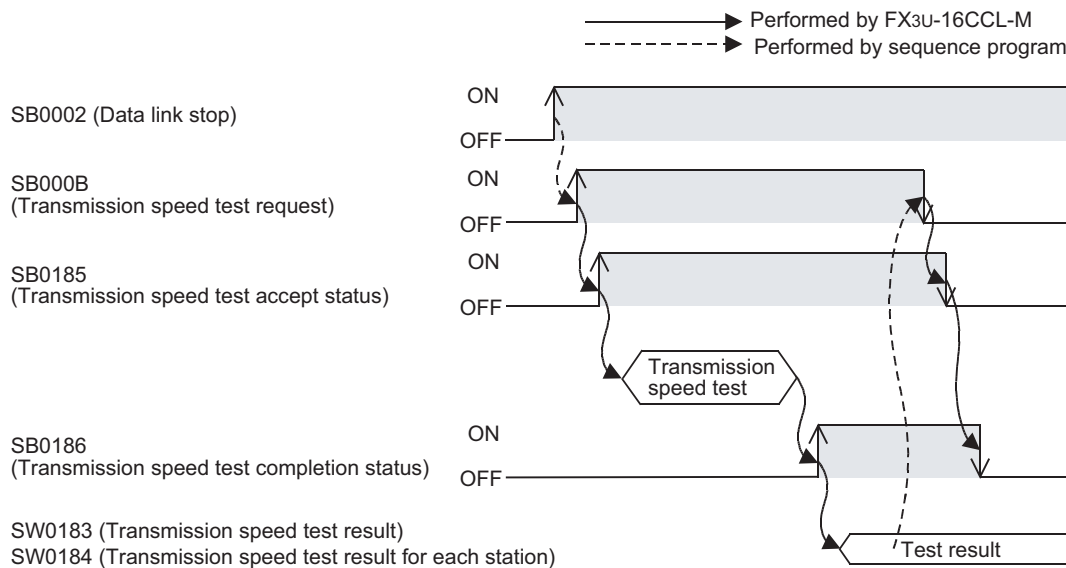 Performed by FX3U-16CCL-M
Performed by sequence program
SB0002 (Data link stop)
ON
OFF
SB000B
(Transmission speed test request)
ON
OFF
SB0185
(Transmission speed test accept status)
ON
OFF
Transmission
speed test
SB0186
(Transmission speed test completion status)
ON
OFF
SW0183 (Transmission speed test result)
SW0184 (Transmission speed test result for each station)
Test result